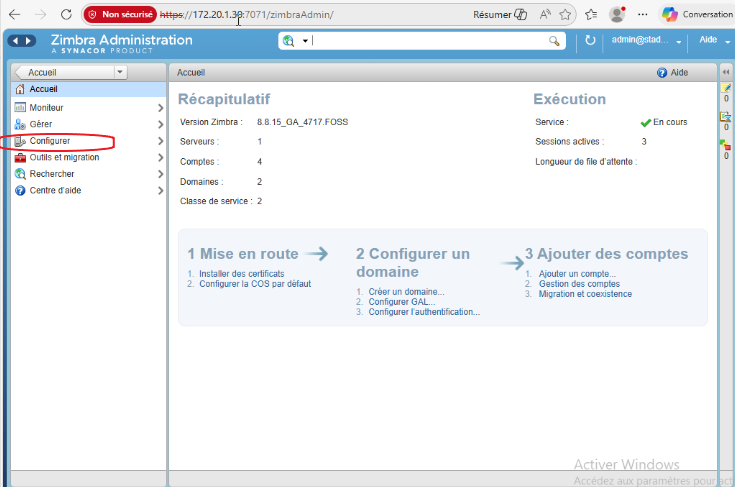 Non sécurisé https://172.20.1.39:7071/zimbraAdmin/ Résumer Conversation
Zimbra Administration
A SYNACOR PRODUCT
admin@stad... Aide
Accueil
Accueil
Moniteur
Gérer
Configurer
Outils et migration
Rechercher
Centre d'aide
Accueil Aide
Récapitulatif
Version Zimbra : 8.8.15_GA_4717.FOSS
Serveurs : 1
Comptes : 4
Domaines : 2
Classe de service : 2
Exécution
Service : En cours
Sessions actives : 3
Longueur de file d'attente :
1 Mise en route
1. Installer des certificats
2. Configurer la COS par défaut
2 Configurer un
domaine
1. Créer un domaine...
2. Configurer GAL...
3. Configurer l'authentification...
3 Ajouter des comptes
1. Ajouter un compte...
2. Gestion des comptes
3. Migration et coexistence
0
0
0
Activer Windows
Accédez aux paramètres pour act